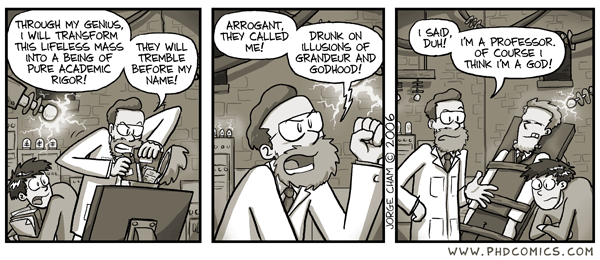 THROUGH MY GENIUS,
I WILL TRANSFORM
THIS LIFELESS MASS
INTO A BEING OF
PURE ACADEMIC
RIGOR!
THEY WILL
TREMBLE
BEFORE MY
NAME!
ARROGANT,
THEY CALLED
ME!
DRUNK ON
ILLUSIONS OF
GRANDEUR AND
GODHOOD!
JORGE CHAM © 2006
I SAID,
DUH!
I'M A PROFESSOR.
OF COURSE I
THINK I'M A GOD!
WWW.PHDCOMICS.COM